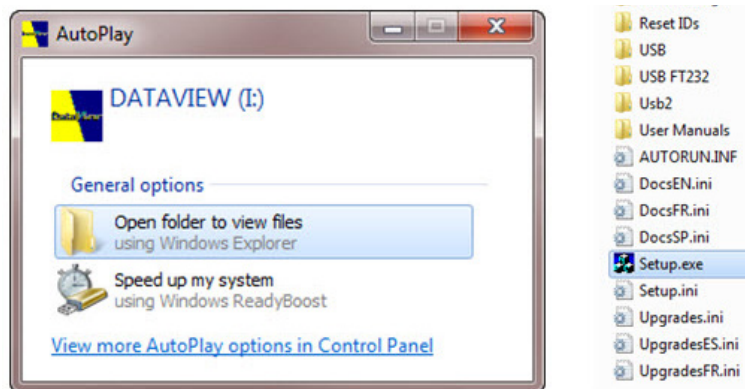 AutoPlay
DataView
DATAVIEW (I:)
General options
Open folder to view files
using Windows Explorer
Speed up my system
using Windows ReadyBoost
View more AutoPlay options in Control Panel
Reset IDs
USB
USB FT232
Usb2
User Manuals
AUTORUN.INF
DocsEN.ini
DocsFR.ini
DocsSP.ini
Setup.exe
Setup.ini
Upgrades.ini
UpgradesES.ini
UpgradesFR.ini